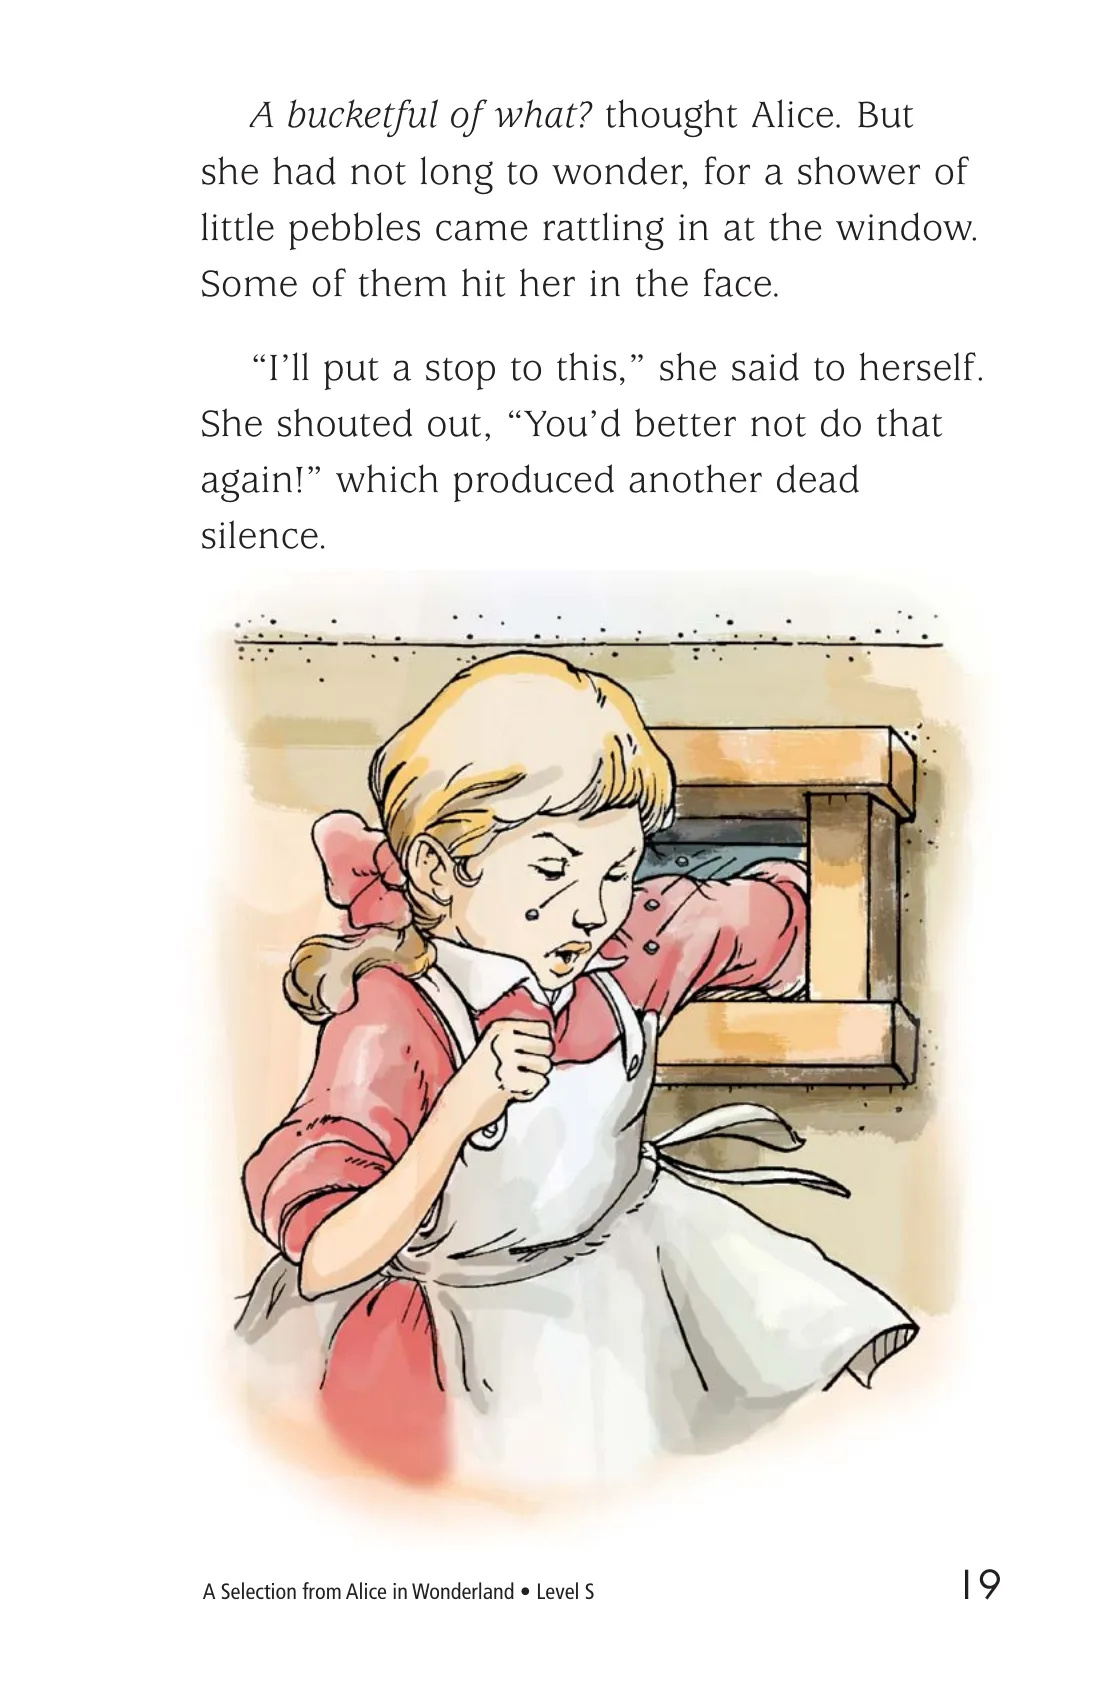 A bucketful of what? thought Alice. But
she had not long to wonder, for a shower of
little pebbles came rattling in at the window.
Some of them hit her in the face.
“I’ll put a stop to this,” she said to herself.
She shouted out, “You’d better not do that
again!” which produced another dead
silence.
A Selection from Alice in Wonderland • Level S
19